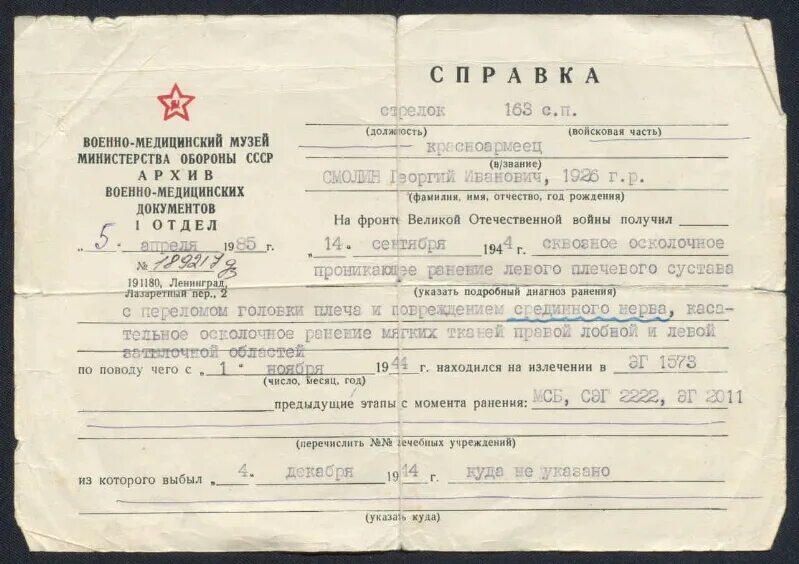 СПРАВКА
стрелок 163 с.п.
(должность) (войсковая часть)
красноармеец
(в/звание)
СМОЛИН Георгий Иванович, 1926 г.р.
(фамилия, имя, отчество, год рождения)
ВОЕННО-МЕДИЦИНСКИЙ МУЗЕЙ
МИНИСТЕРСТВА ОБОРОНЫ СССР
АРХИВ
ВОЕННО-МЕДИЦИНСКИХ
ДОКУМЕНТОВ
1 ОТДЕЛ
„ 5. апреля 1985 г.
№
191180, Ленинград,
Лазаретный пер., 2
На фронте Великой Отечественной войны получил
„14. сентября 1944 г. сквозное осколочное
проникающее ранение левого плечевого сустава
(указать подробный диагноз ранения)
с переломом головки плеча и повреждением срединного нерва, каса-
тельное осколочное ранение мягких тканей правой лобной и левой
затылочной областей
по поводу чего с „ 1. ноября 1944 г. находился на излечении в ЭГ 1573
(число, месяц, год)
предыдущие этапы с момента ранения: МСБ, СЭГ 2222, ЭГ 2011
(перечислить №№ лечебных учреждений)
из которого выбыл „ 4. декабря 1944 г. куда не указано
(указать куда)